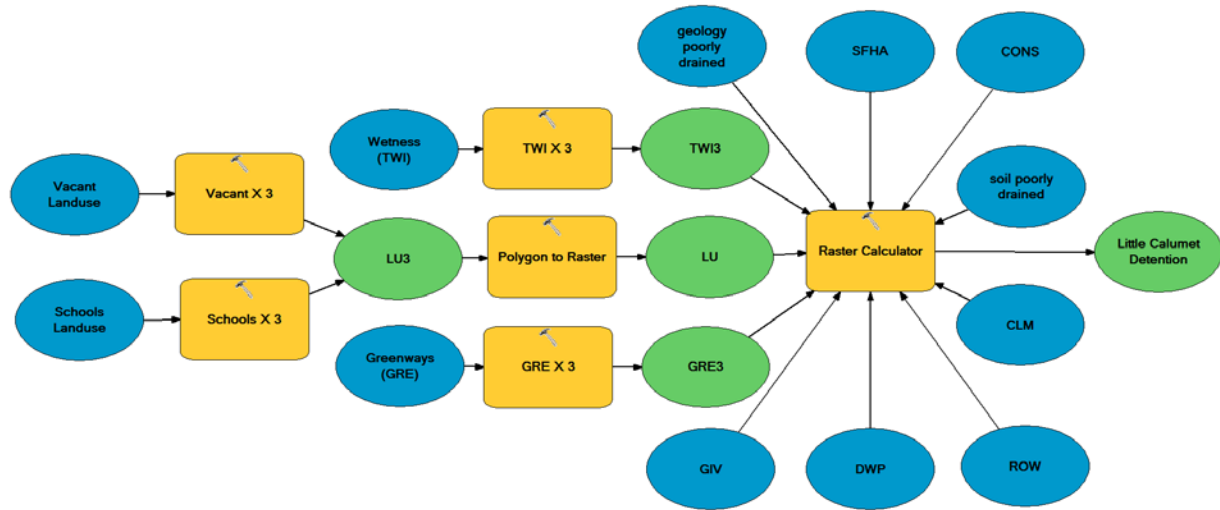 geology
poorly
drained
SFHA
CONS
Wetness
(TWI)
TWI X 3
TWI3
Vacant
Landuse
Vacant X 3
soil poorly
drained
LU3
Polygon to Raster
LU
Raster Calculator
Little Calumet
Detention
Schools
Landuse
Schools X 3
CLM
Greenways
(GRE)
GRE X 3
GRE3
GIV
DWP
ROW